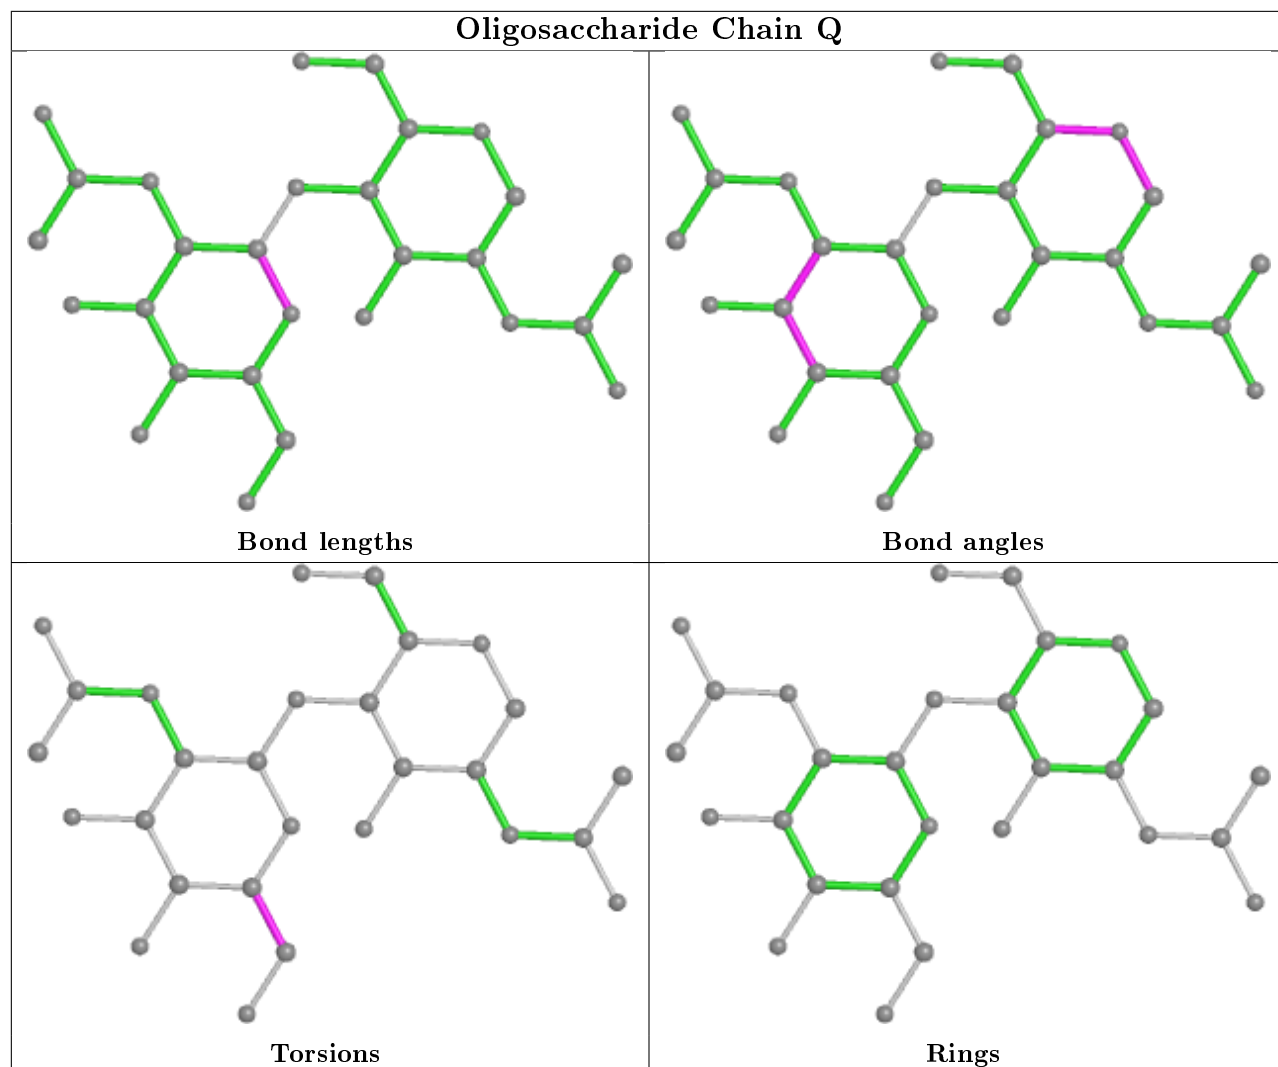 Oligosaccharide Chain Q
Bond lengths
Bond angles
Torsions
Rings